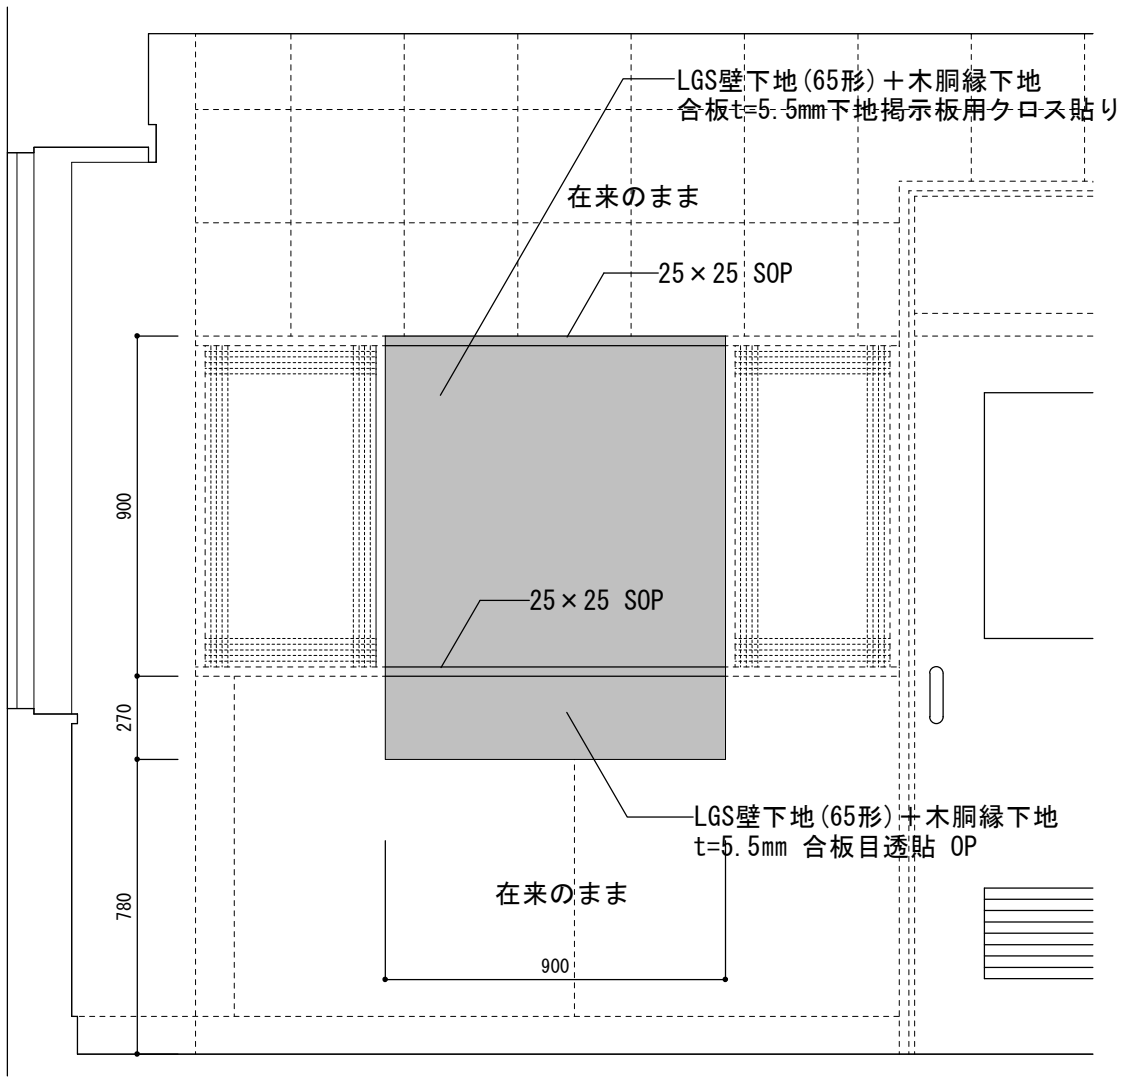 LGS壁下地(65形)＋木胴縁下地
合板t=5.5mm下地掲示板用クロス貼り
在来のまま
25×25 SOP
900
25×25 SOP
270
LGS壁下地(65形)＋木胴縁下地
t=5.5mm 合板目透貼 OP
在来のまま
780
900